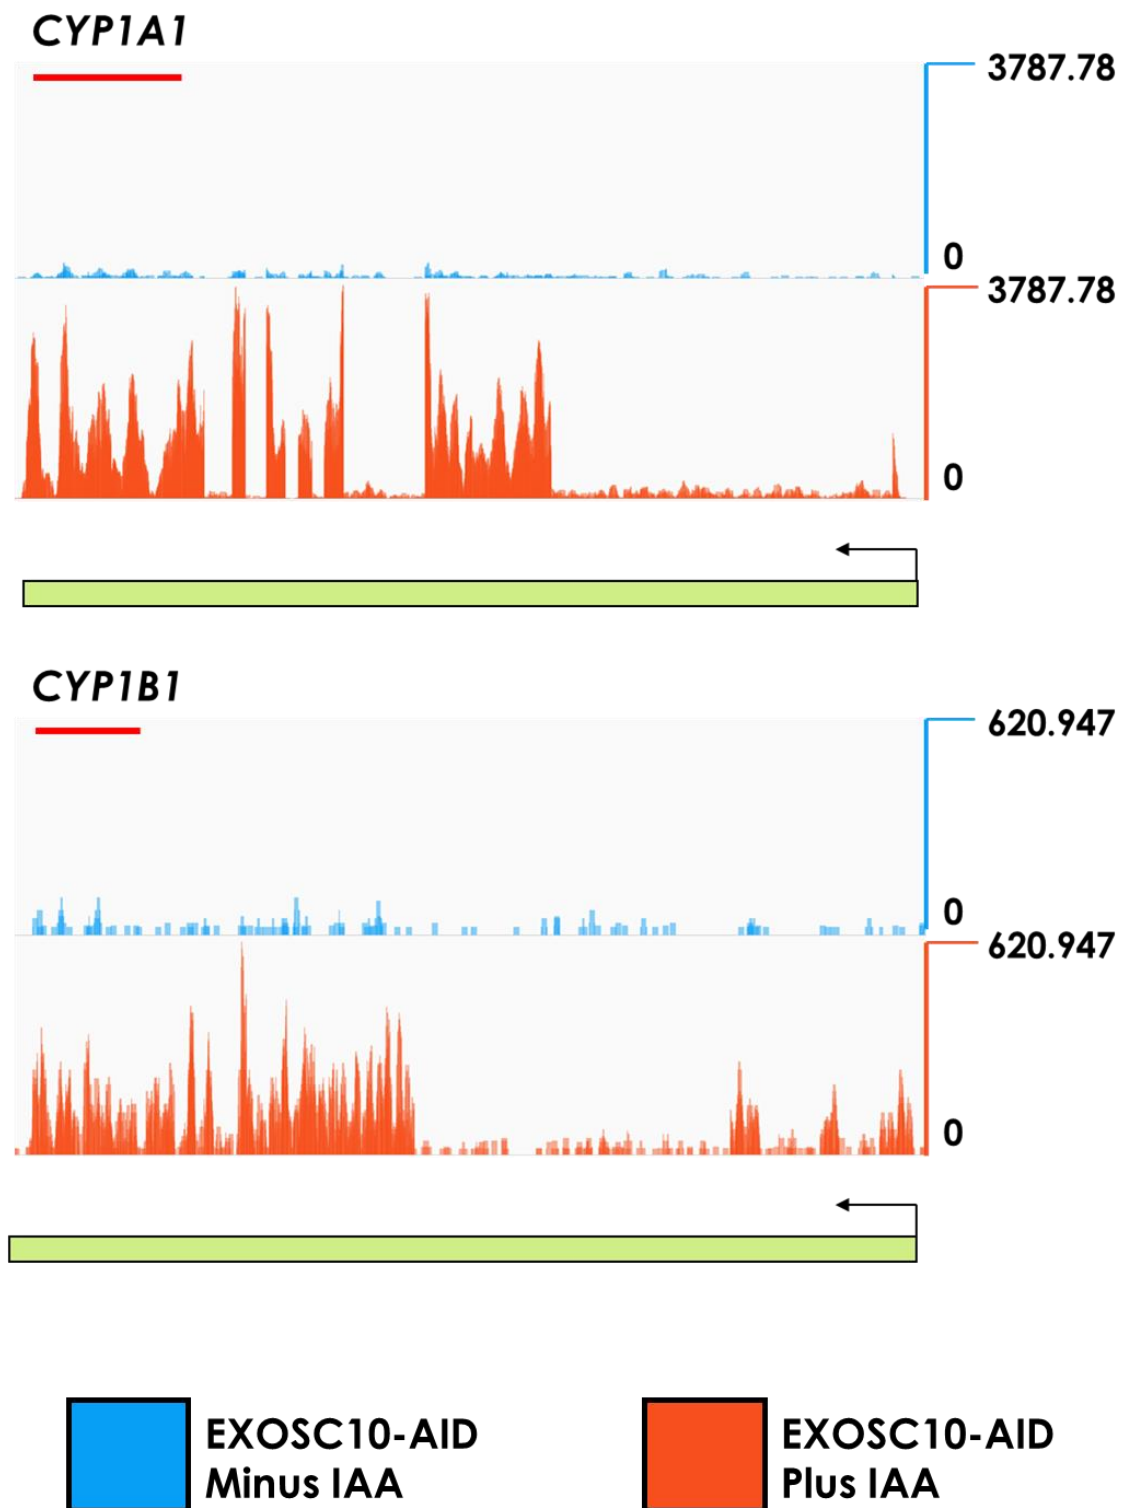 CYP1A1
3787.78
0
3787.78
0
CYP1B1
620.947
0
620.947
0
EXOSC10-AID
Minus IAA
EXOSC10-AID
Plus IAA